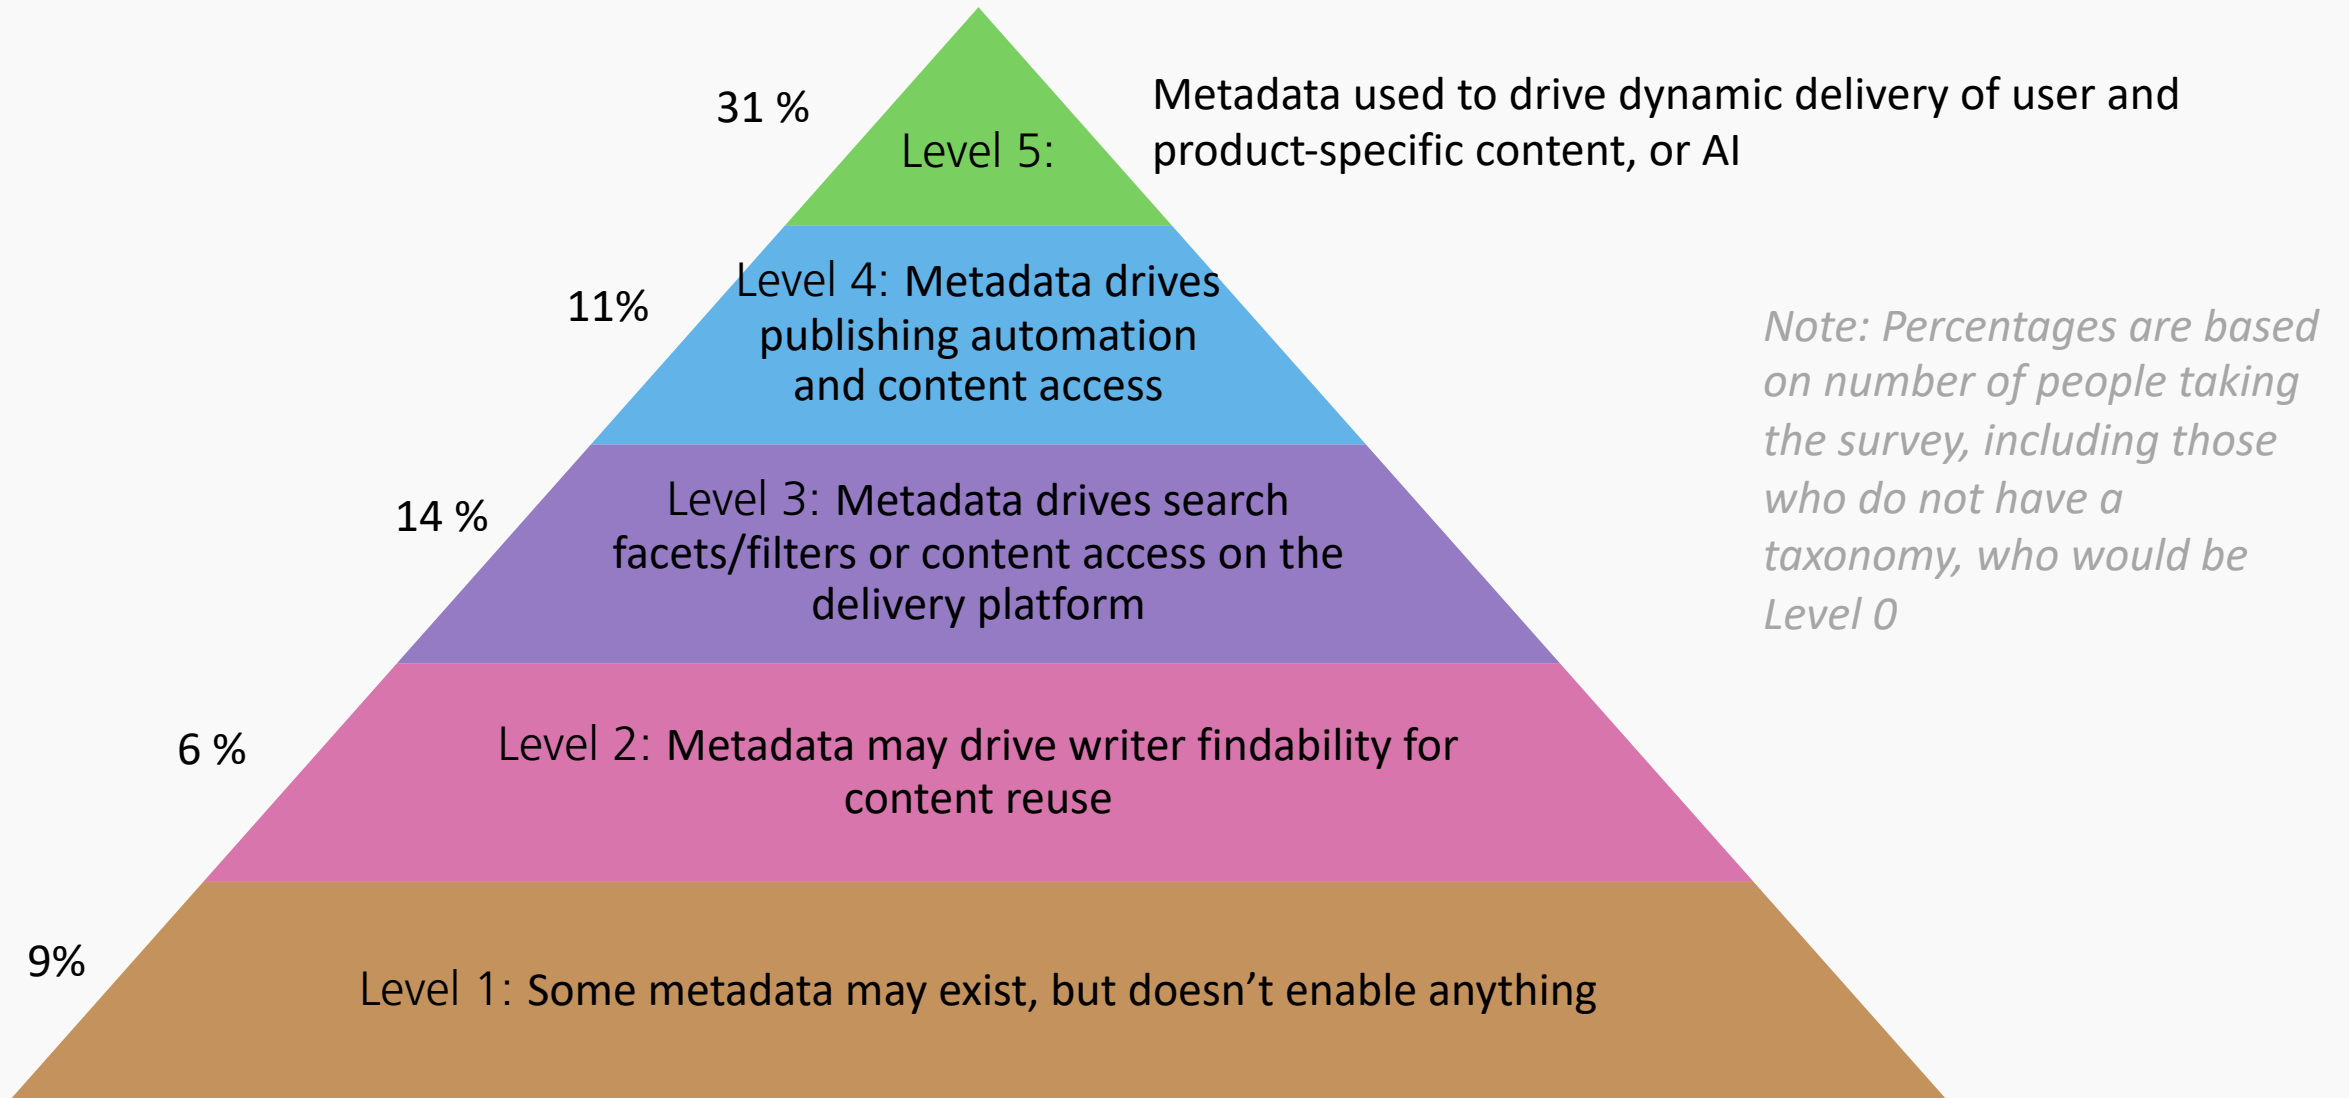 31 %
Level 5:
Metadata used to drive dynamic delivery of user and
product-specific content, or AI
11%
Level 4: Metadata drives
publishing automation
and content access
Note: Percentages are based
on number of people taking
the survey, including those
who do not have a
taxonomy, who would be
Level 0
14 %
Level 3: Metadata drives search
facets/filters or content access on the
delivery platform
6 %
Level 2: Metadata may drive writer findability for
content reuse
9%
Level 1: Some metadata may exist, but doesn’t enable anything